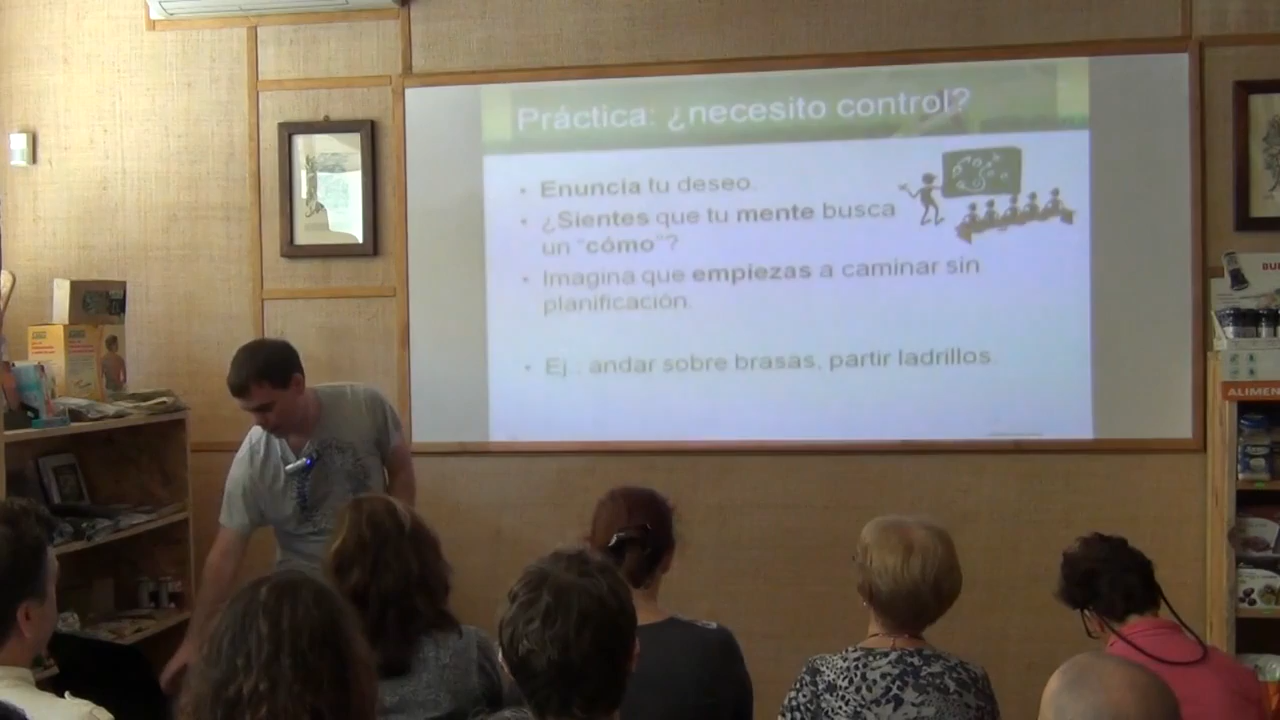 Práctica: ¿necesito control?
• Enuncia tu deseo.
• ¿Sientes que tu mente busca
un "cómo"?
• Imagina que empiezas a caminar sin
planificación.
• Ej.: andar sobre brasas, partir ladrillos.
ALIMEN